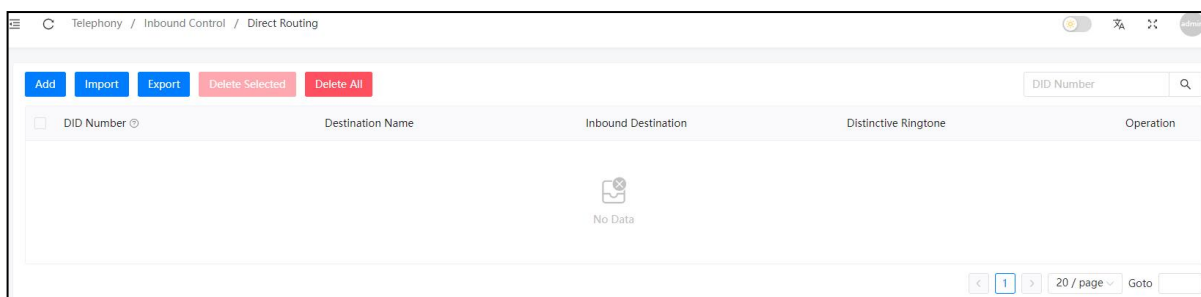 Telephony / Inbound Control / Direct Routing
admin
Add Import Export Delete Selected Delete All DID Number
DID Number Destination Name Inbound Destination Distinctive Ringtone Operation
No Data
1 20 / page Goto